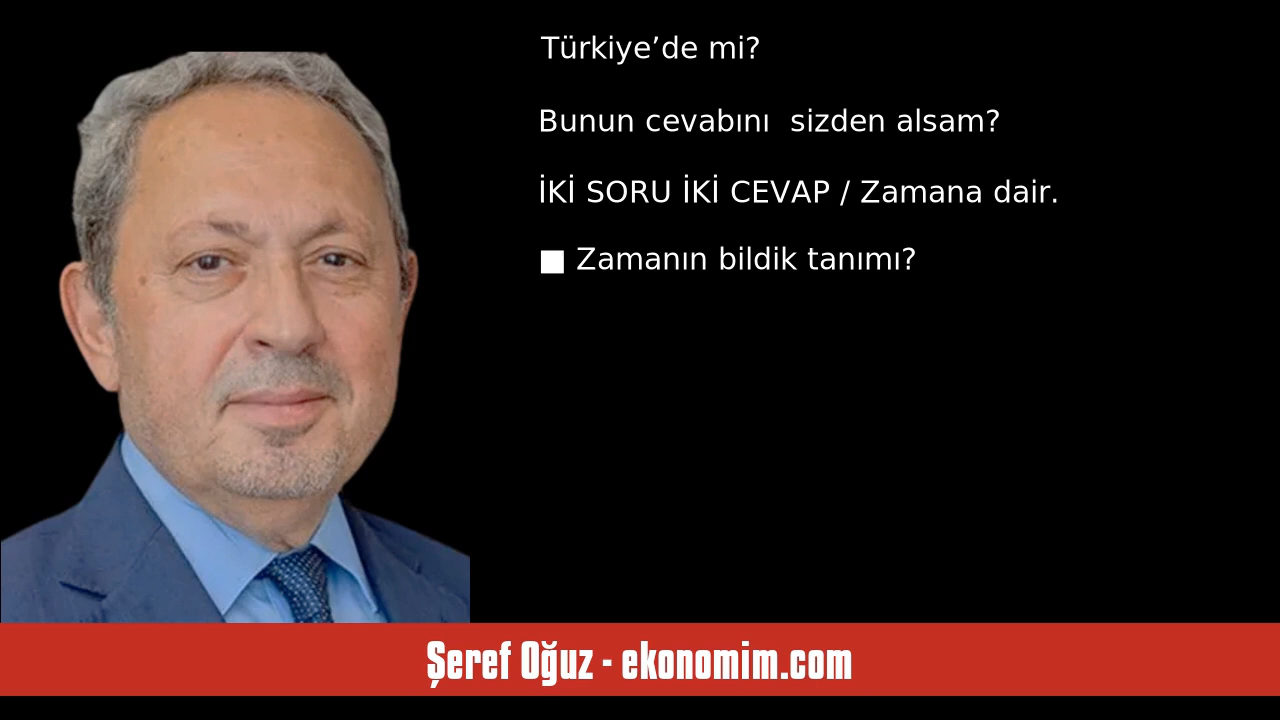 Türkiye’de mi?
Bunun cevabını  sizden alsam?
İKİ SORU İKİ CEVAP / Zamana dair.
■ Zamanın bildik tanımı?
Şeref Oğuz - ekonomim.com